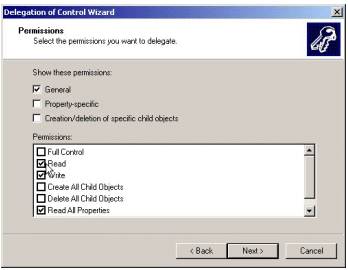 Delegation of Control Wizard
Permissions
Select the permissions you want to delegate.
Show these permissions:
General
Property-specific
Creation/deletion of specific child objects
Permissions:
Full Control
Read
Write
Create All Child Objects
Delete All Child Objects
Read All Properties
< Back Next > Cancel